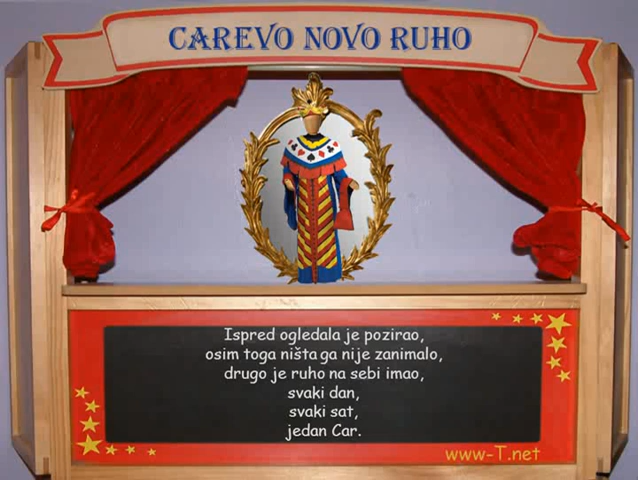 CAREVO NOVO RUHO
Ispred ogledala je pozirao,
osim toga ništa ga nije zanimalo,
drugo je ruho na sebi imao,
svaki dan,
svaki sat,
jedan Car.
www-T.net